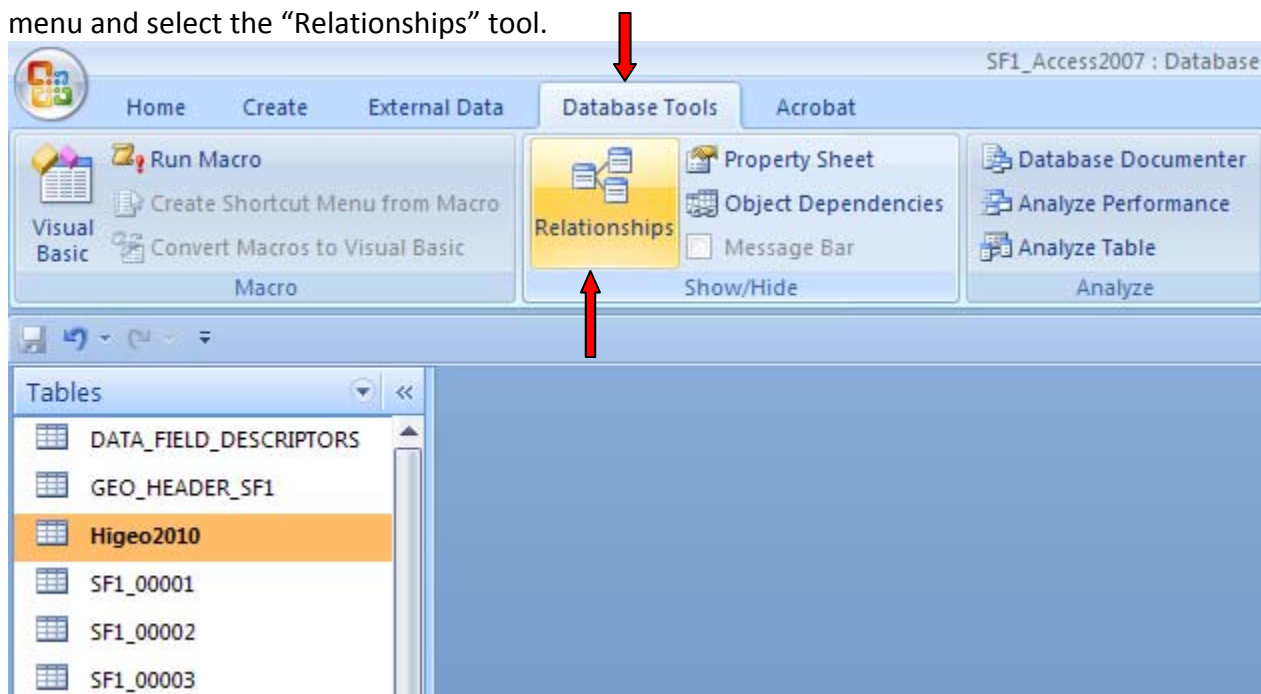 menu and select the “Relationships” tool.
SF1_Access2007 : Database
Home Create External Data Database Tools Acrobat
Visual Basic
Run Macro
Create Shortcut Menu from Macro
Convert Macros to Visual Basic
Macro
Relationships
Property Sheet
Object Dependencies
Message Bar
Show/Hide
Database Documenter
Analyze Performance
Analyze Table
Analyze
Tables
DATA_FIELD_DESCRIPTORS
GEO_HEADER_SF1
Higeo2010
SF1_00001
SF1_00002
SF1_00003